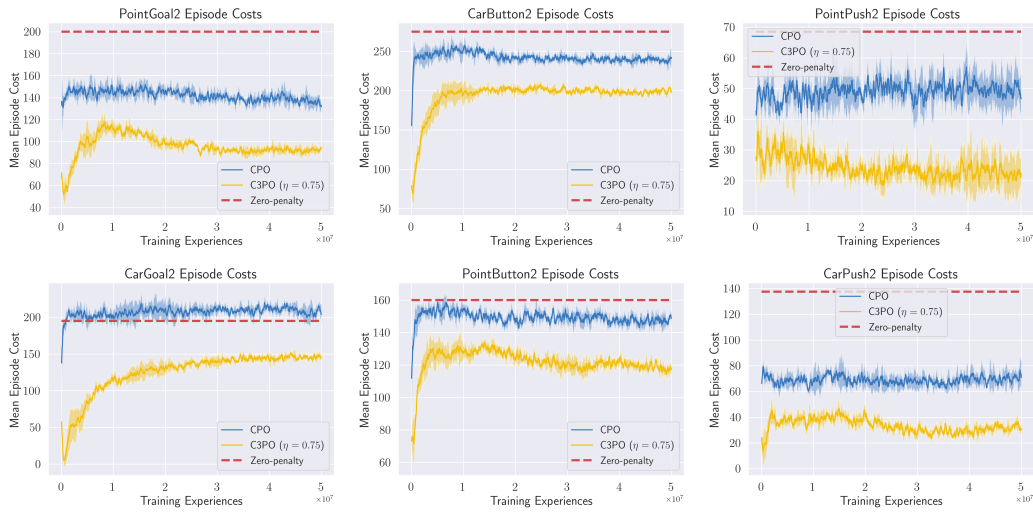 PointGoal2 Episode Costs
200
180
160
140
120
100
80
60
40
Mean Episode Cost
CPO
C3PO (η = 0.75)
Zero-penalty
0 1 2 3 4 5
×10⁷
Training Experiences
CarButton2 Episode Costs
250
200
150
100
50
Mean Episode Cost
CPO
C3PO (η = 0.75)
Zero-penalty
0 1 2 3 4 5
×10⁷
Training Experiences
PointPush2 Episode Costs
70
60
50
40
30
20
10
Mean Episode Cost
CPO
C3PO (η = 0.75)
Zero-penalty
0 1 2 3 4 5
×10⁷
Training Experiences
CarGoal2 Episode Costs
200
150
100
50
0
Mean Episode Cost
CPO
C3PO (η = 0.75)
Zero-penalty
0 1 2 3 4 5
×10⁷
Training Experiences
PointButton2 Episode Costs
160
140
120
100
80
60
Mean Episode Cost
CPO
C3PO (η = 0.75)
Zero-penalty
0 1 2 3 4 5
×10⁷
Training Experiences
CarPush2 Episode Costs
140
120
100
80
60
40
20
0
Mean Episode Cost
CPO
C3PO (η = 0.75)
Zero-penalty
0 1 2 3 4 5
×10⁷
Training Experiences